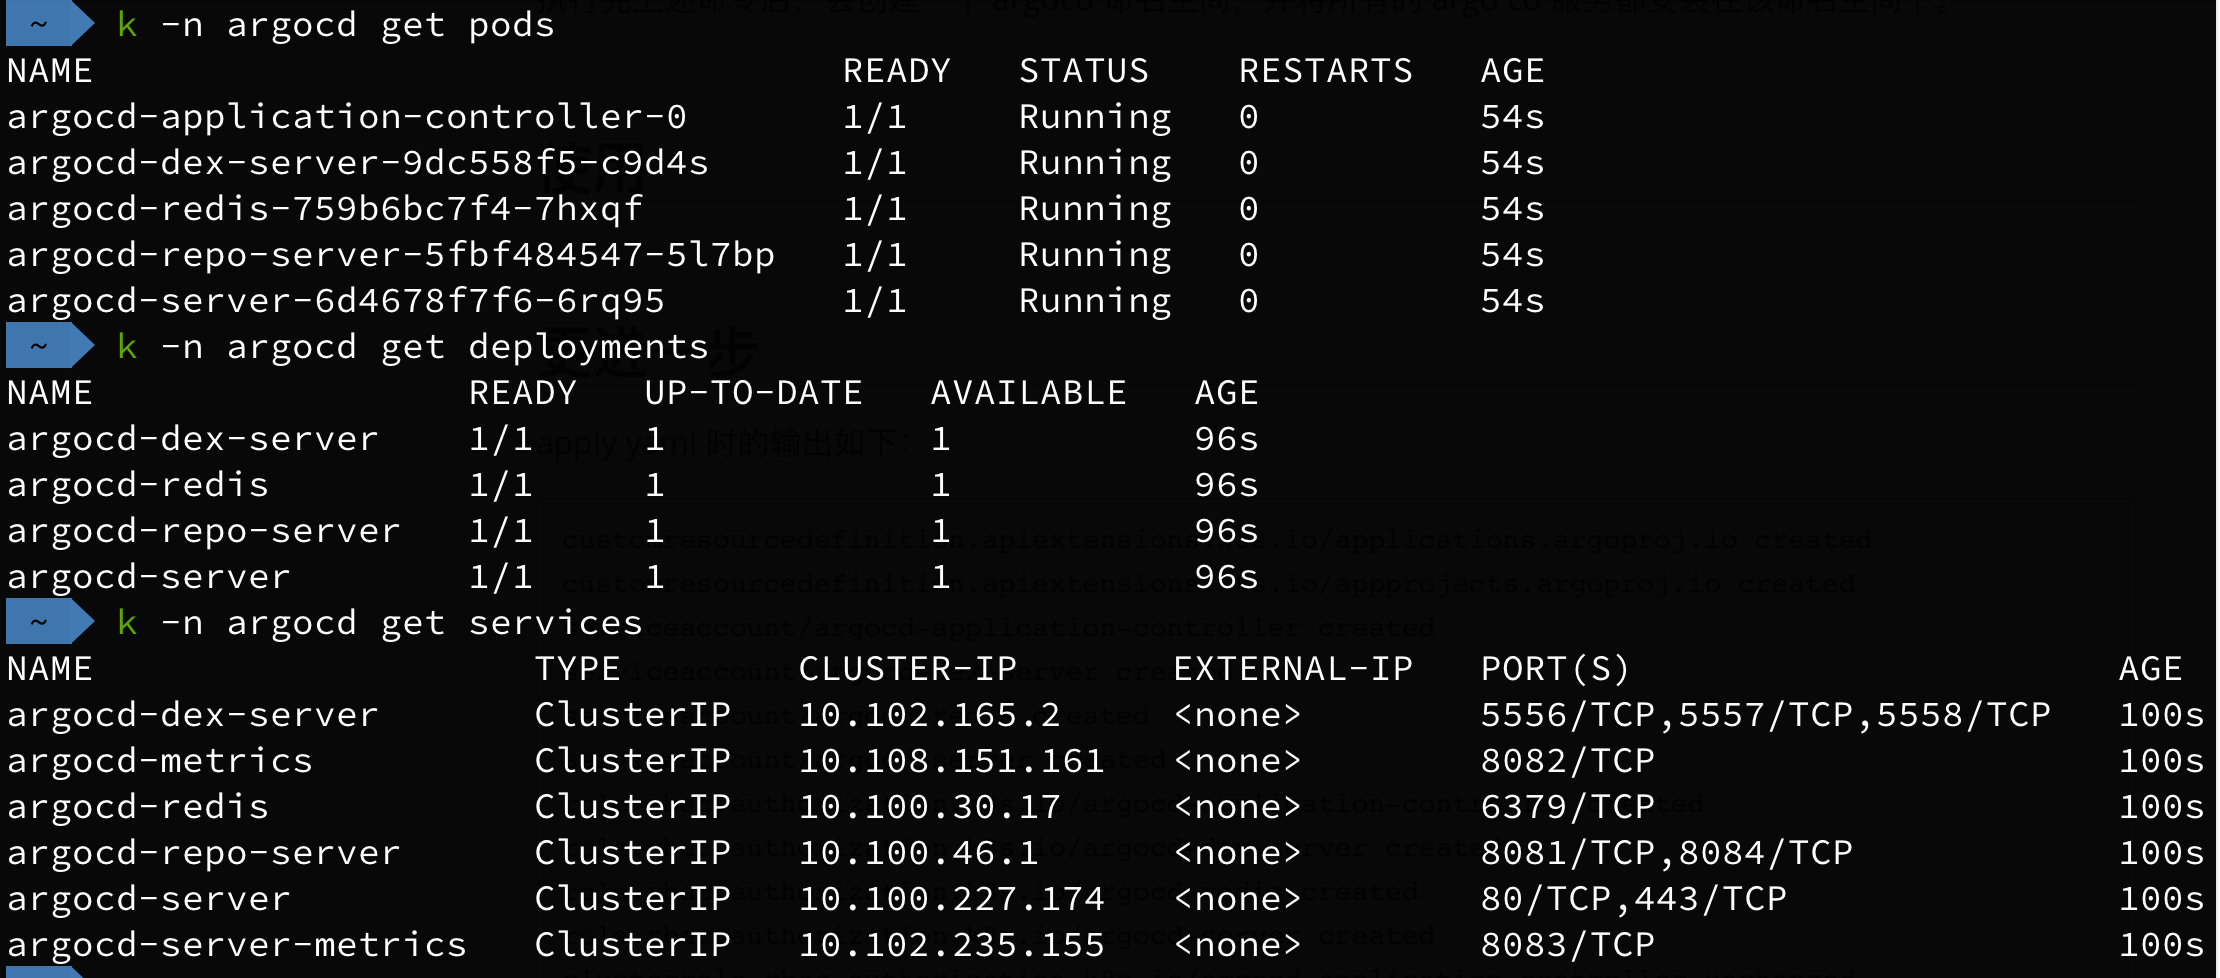 ~ k -n argocd get pods
NAME READY STATUS RESTARTS AGE
argocd-application-controller-0 1/1 Running 0 54s
argocd-dex-server-9dc558f5-c9d4s 1/1 Running 0 54s
argocd-redis-759b6bc7f4-7hxqf 1/1 Running 0 54s
argocd-repo-server-5fbf484547-5l7bp 1/1 Running 0 54s
argocd-server-6d4678f7f6-6rq95 1/1 Running 0 54s
~ k -n argocd get deployments
NAME READY UP-TO-DATE AVAILABLE AGE
argocd-dex-server 1/1 1 1 96s
argocd-redis 1/1 1 1 96s
argocd-repo-server 1/1 1 1 96s
argocd-server 1/1 1 1 96s
~ k -n argocd get services
NAME TYPE CLUSTER-IP EXTERNAL-IP PORT(S) AGE
argocd-dex-server ClusterIP 10.102.165.2 <none> 5556/TCP,5557/TCP,5558/TCP 100s
argocd-metrics ClusterIP 10.108.151.161 <none> 8082/TCP 100s
argocd-redis ClusterIP 10.100.30.17 <none> 6379/TCP 100s
argocd-repo-server ClusterIP 10.100.46.1 <none> 8081/TCP,8084/TCP 100s
argocd-server ClusterIP 10.100.227.174 <none> 80/TCP,443/TCP 100s
argocd-server-metrics ClusterIP 10.102.235.155 <none> 8083/TCP 100s